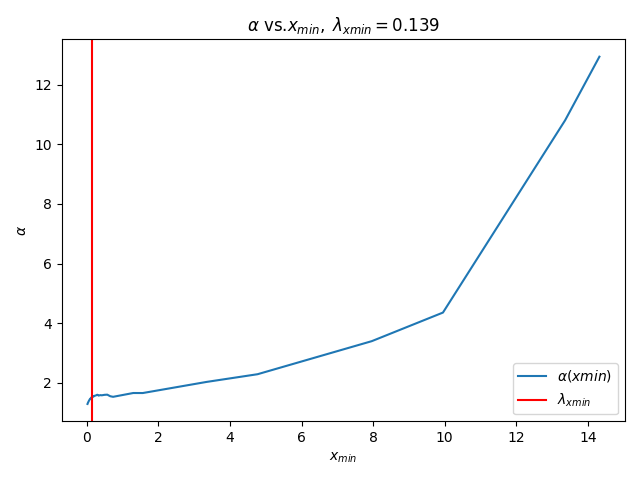 α vs.x_min, λ_xmin = 0.139
α
12
10
8
6
4
2
0 2 4 6 8 10 12 14
x_min
α(xmin)
λ_xmin